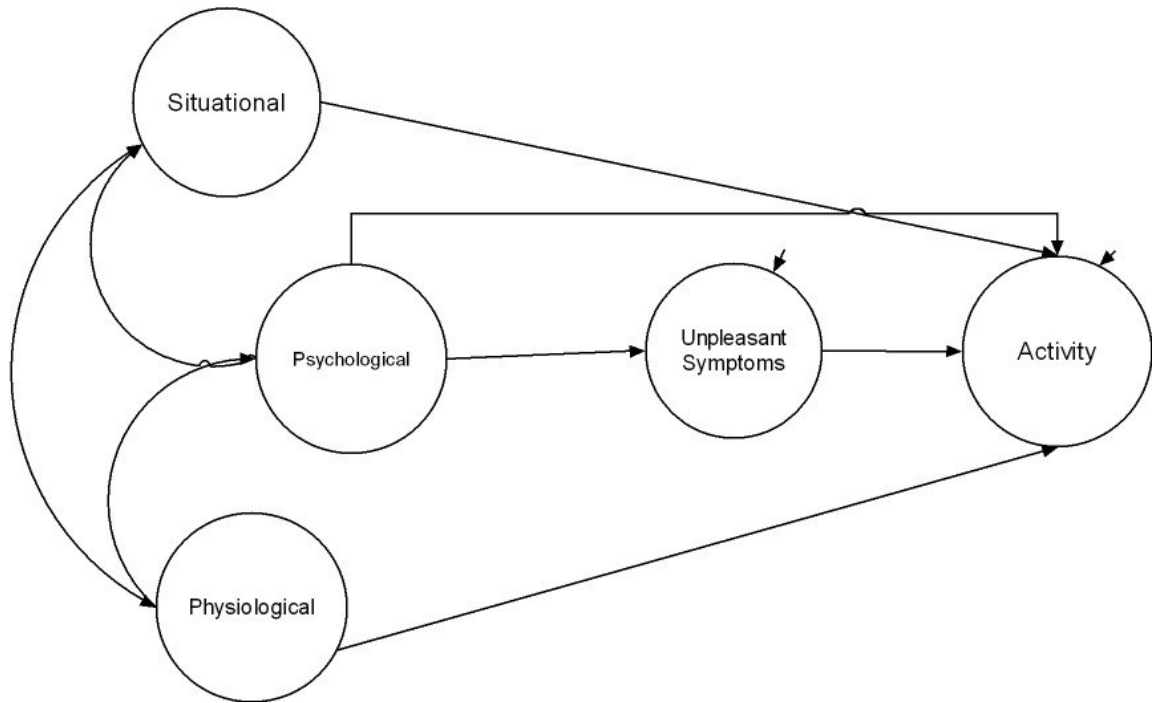 Situational
Psychological
Unpleasant
Symptoms
Activity
Physiological